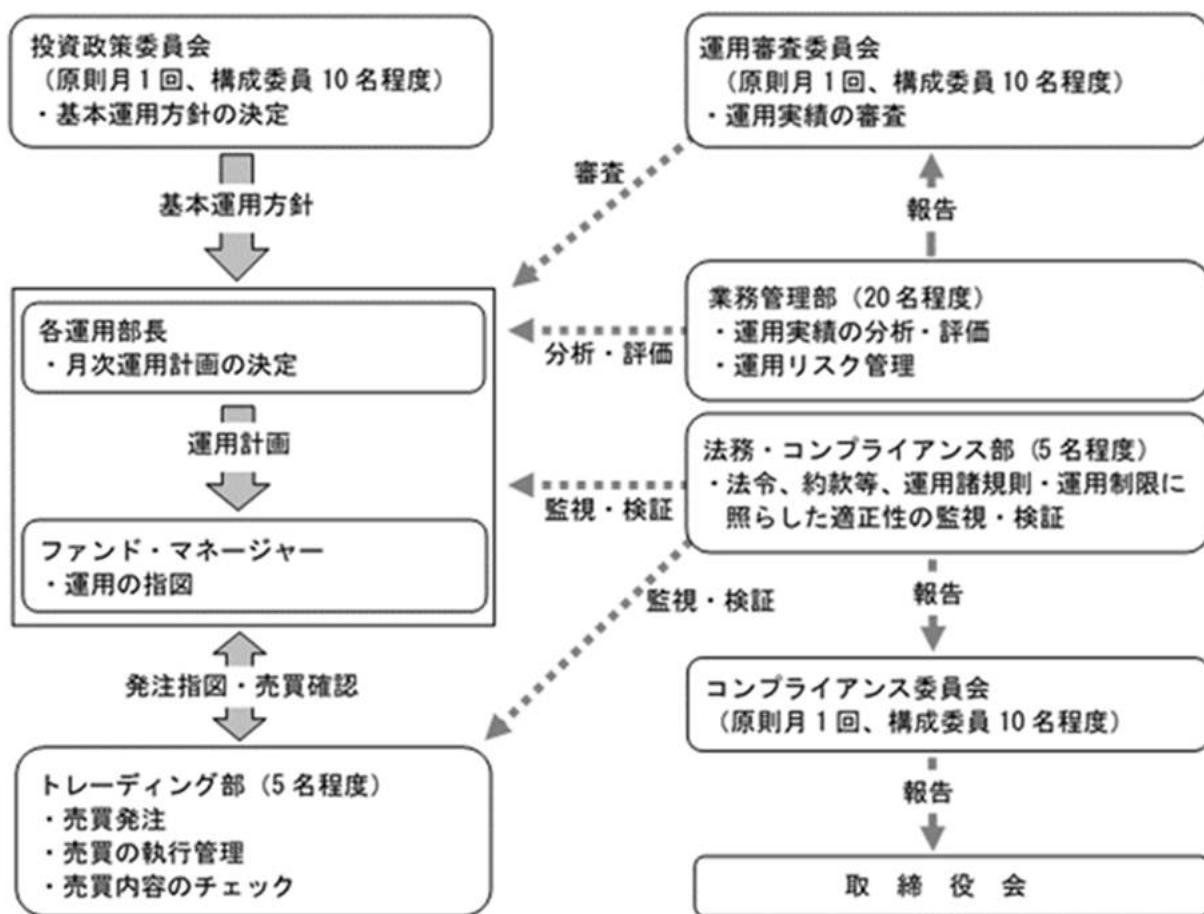 投資政策委員会
（原則月1回、構成委員10名程度）
・基本運用方針の決定
基本運用方針
各運用部長
・月次運用計画の決定
運用計画
ファンド・マネージャー
・運用の指図
発注指図・売買確認
トレーディング部（5名程度）
・売買発注
・売買の執行管理
・売買内容のチェック
運用審査委員会
（原則月1回、構成委員10名程度）
・運用実績の審査
審査
報告
業務管理部（20名程度）
・運用実績の分析・評価
・運用リスク管理
分析・評価
法務・コンプライアンス部（5名程度）
・法令、約款等、運用諸規則・運用制限に
照らした適正性の監視・検証
監視・検証
監視・検証
報告
コンプライアンス委員会
（原則月1回、構成委員10名程度）
報告
取締役会